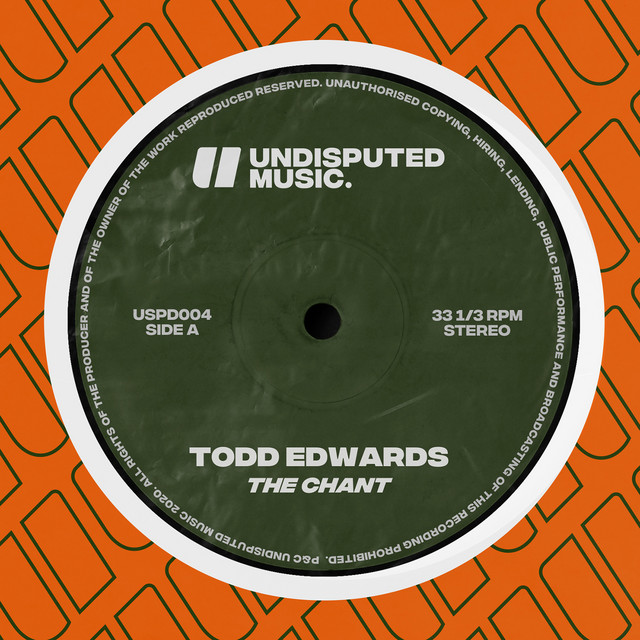 UNDISPUTED
MUSIC.
USPD004
SIDE A
33 1/3 RPM
STEREO
TODD EDWARDS
THE CHANT
P&C UNDISPUTED MUSIC 2020. ALL RIGHTS OF THE PRODUCER AND OF THE OWNER OF THE WORK REPRODUCED RESERVED. UNAUTHORISED COPYING, HIRING, LENDING, PUBLIC PERFORMANCE AND BROADCASTING OF THIS RECORDING PROHIBITED.